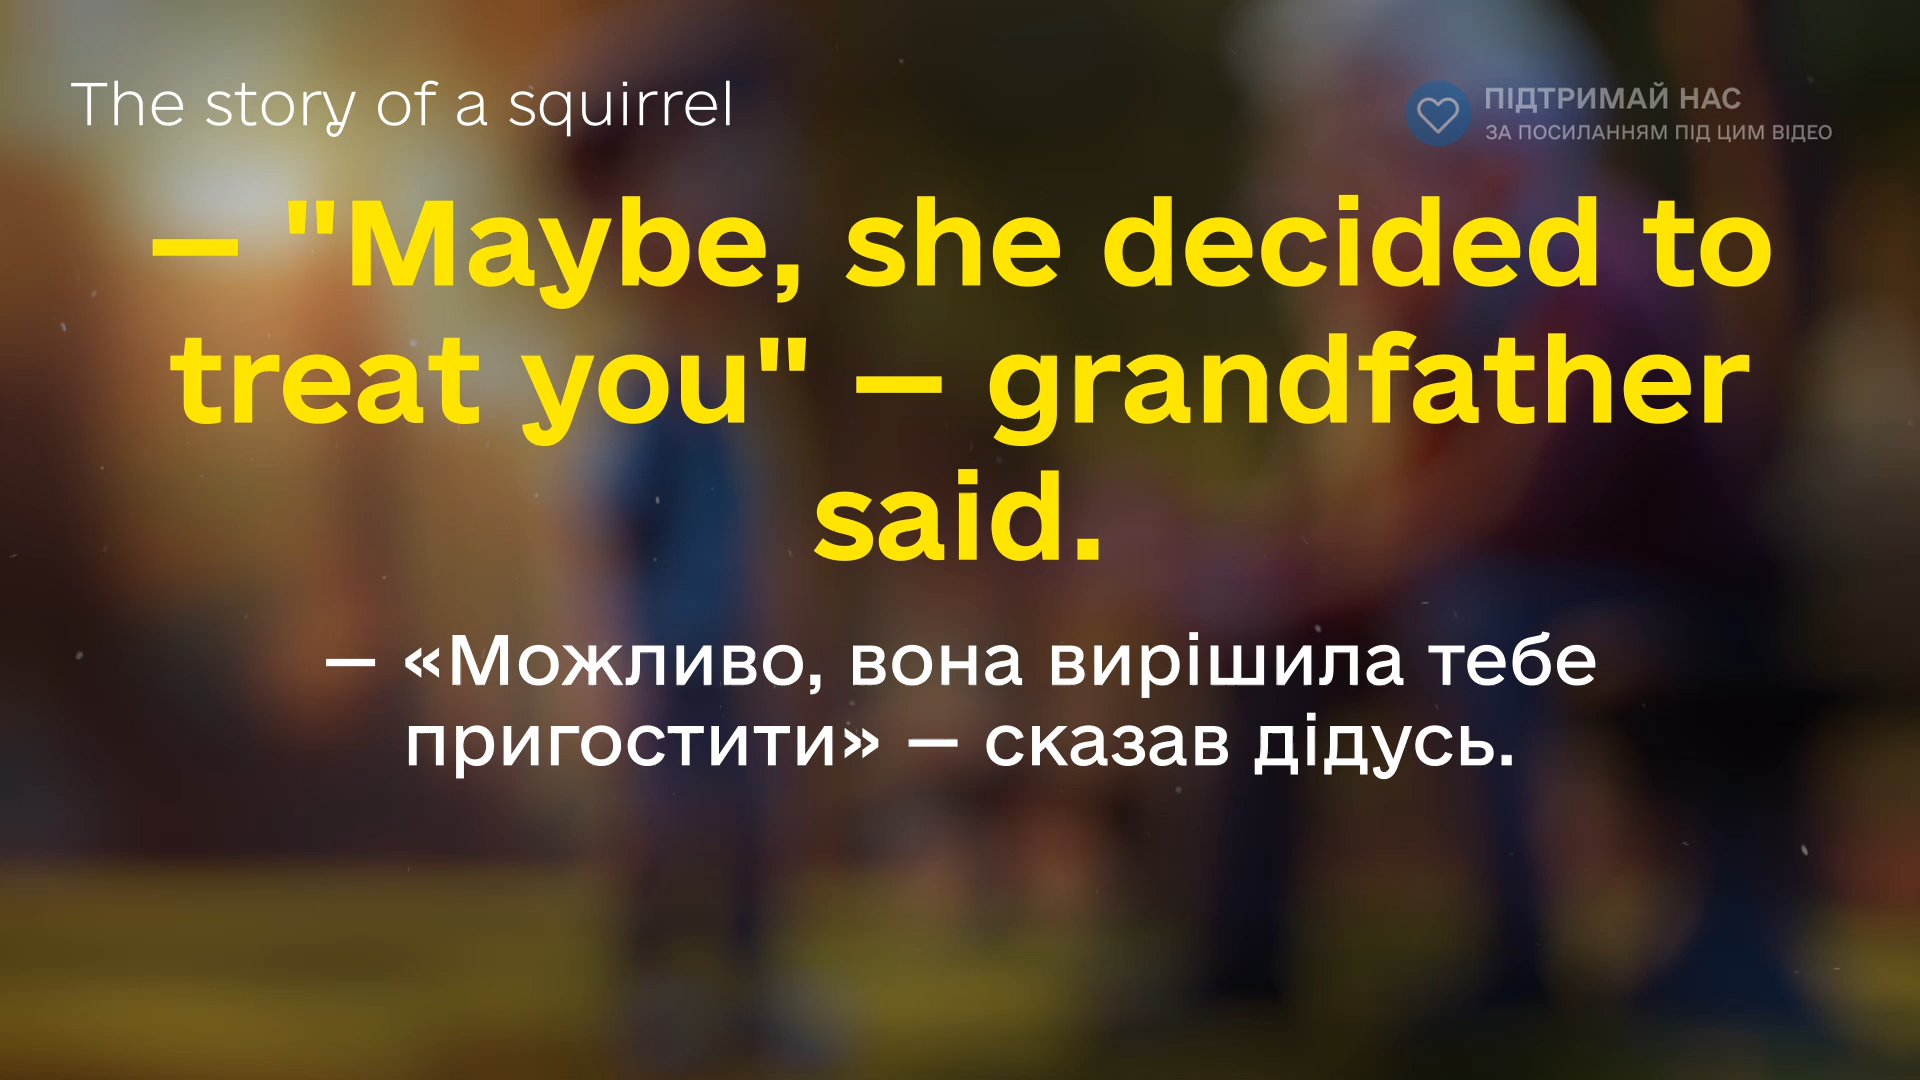 The story of a squirrel
ПІДТРИМАЙ НАС
ЗА ПОСИЛАННЯМ ПІД ЦИМ ВІДЕО
— "Maybe, she decided to
treat you" — grandfather
said.
— «Можливо, вона вирішила тебе
пригостити» — сказав дідусь.